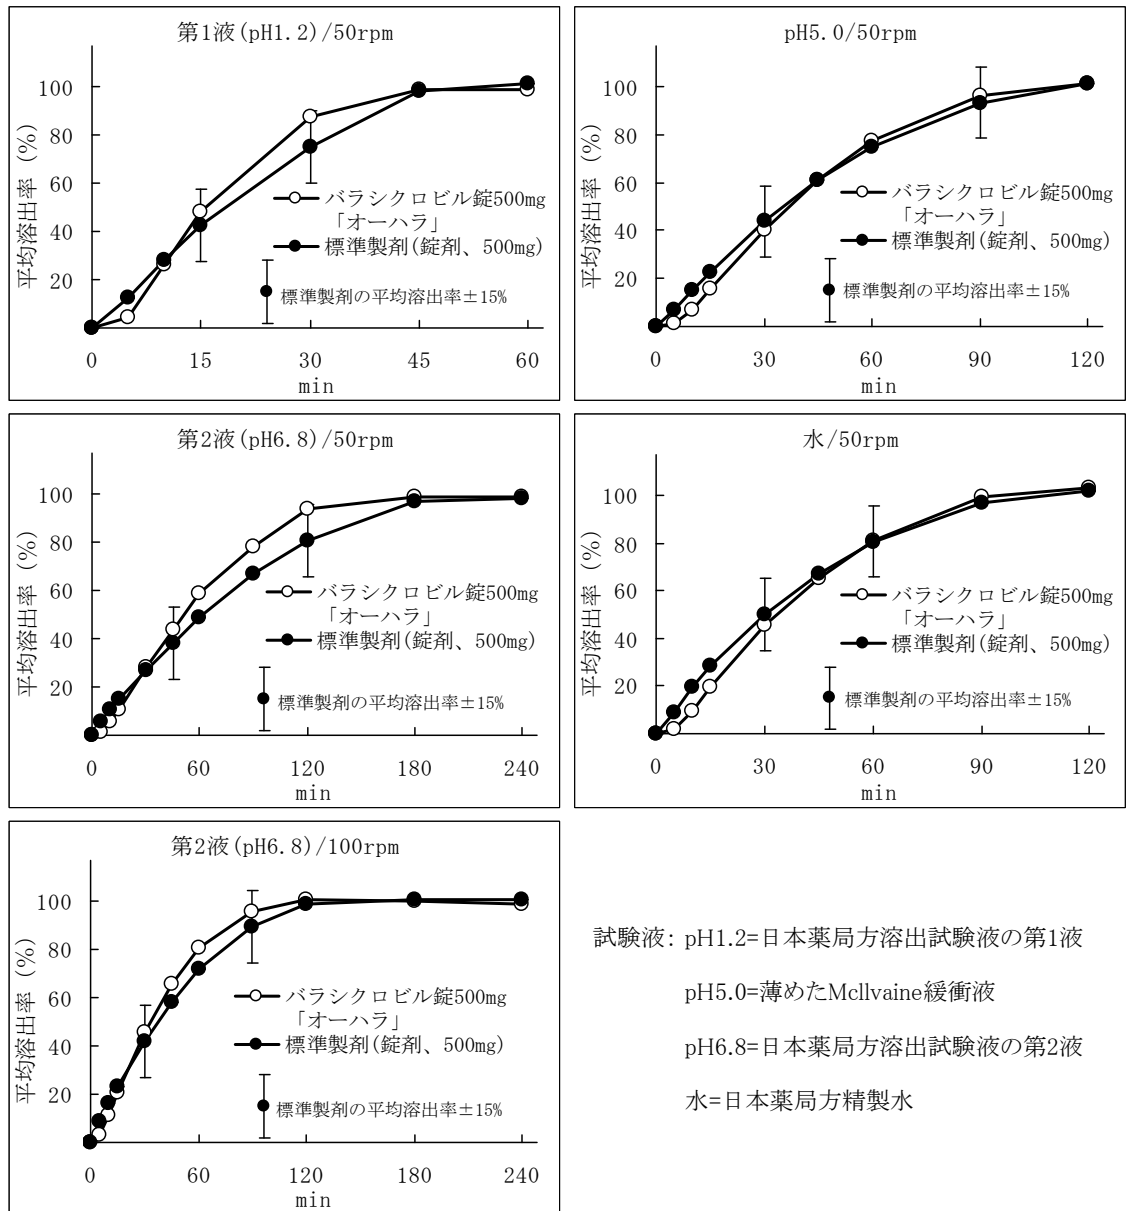 第1液(pH1.2)/50rpm
平均溶出率 (%)
100
80
60
40
20
バラシクロビル錠500mg
「オーハラ」
標準製剤(錠剤、500mg)
標準製剤の平均溶出率±15%
0 15 30 45 60
min
pH5.0/50rpm
平均溶出率 (%)
100
80
60
40
20
バラシクロビル錠500mg
「オーハラ」
標準製剤(錠剤、500mg)
標準製剤の平均溶出率±15%
0 30 60 90 120
min
第2液(pH6.8)/50rpm
平均溶出率 (%)
100
80
60
40
20
バラシクロビル錠500mg
「オーハラ」
標準製剤(錠剤、500mg)
標準製剤の平均溶出率±15%
0 60 120 180 240
min
水/50rpm
平均溶出率 (%)
100
80
60
40
20
バラシクロビル錠500mg
「オーハラ」
標準製剤(錠剤、500mg)
標準製剤の平均溶出率±15%
0 30 60 90 120
min
第2液(pH6.8)/100rpm
平均溶出率 (%)
100
80
60
40
20
バラシクロビル錠500mg
「オーハラ」
標準製剤(錠剤、500mg)
標準製剤の平均溶出率±15%
0 60 120 180 240
min
試験液: pH1.2=日本薬局方溶出試験液の第1液
pH5.0=薄めたMcllvaine緩衝液
pH6.8=日本薬局方溶出試験液の第2液
水=日本薬局方精製水